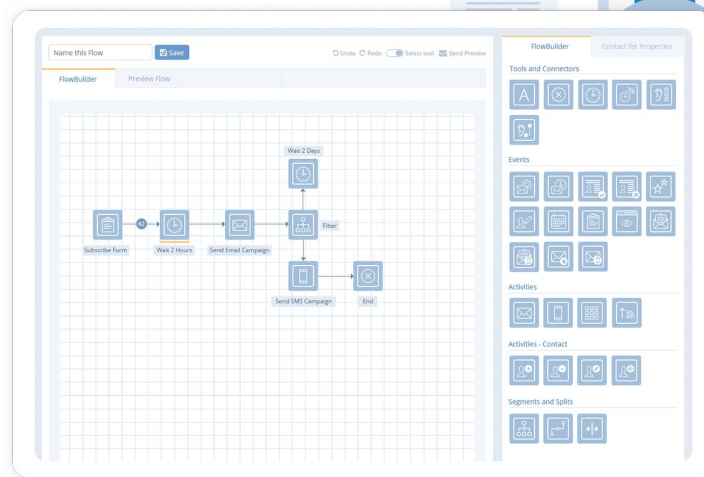 Name this Flow
Save
Undo
Redo
Select tool
Send Preview
FlowBuilder
Preview Flow
Wait 2 Days
62
Filter
Subscribe Form
Wait 2 Hours
Send Email Campaign
Send SMS Campaign
End
FlowBuilder
Contact list Properties
Tools and Connectors
A
Events
Activities
Activities - Contact
Segments and Splits